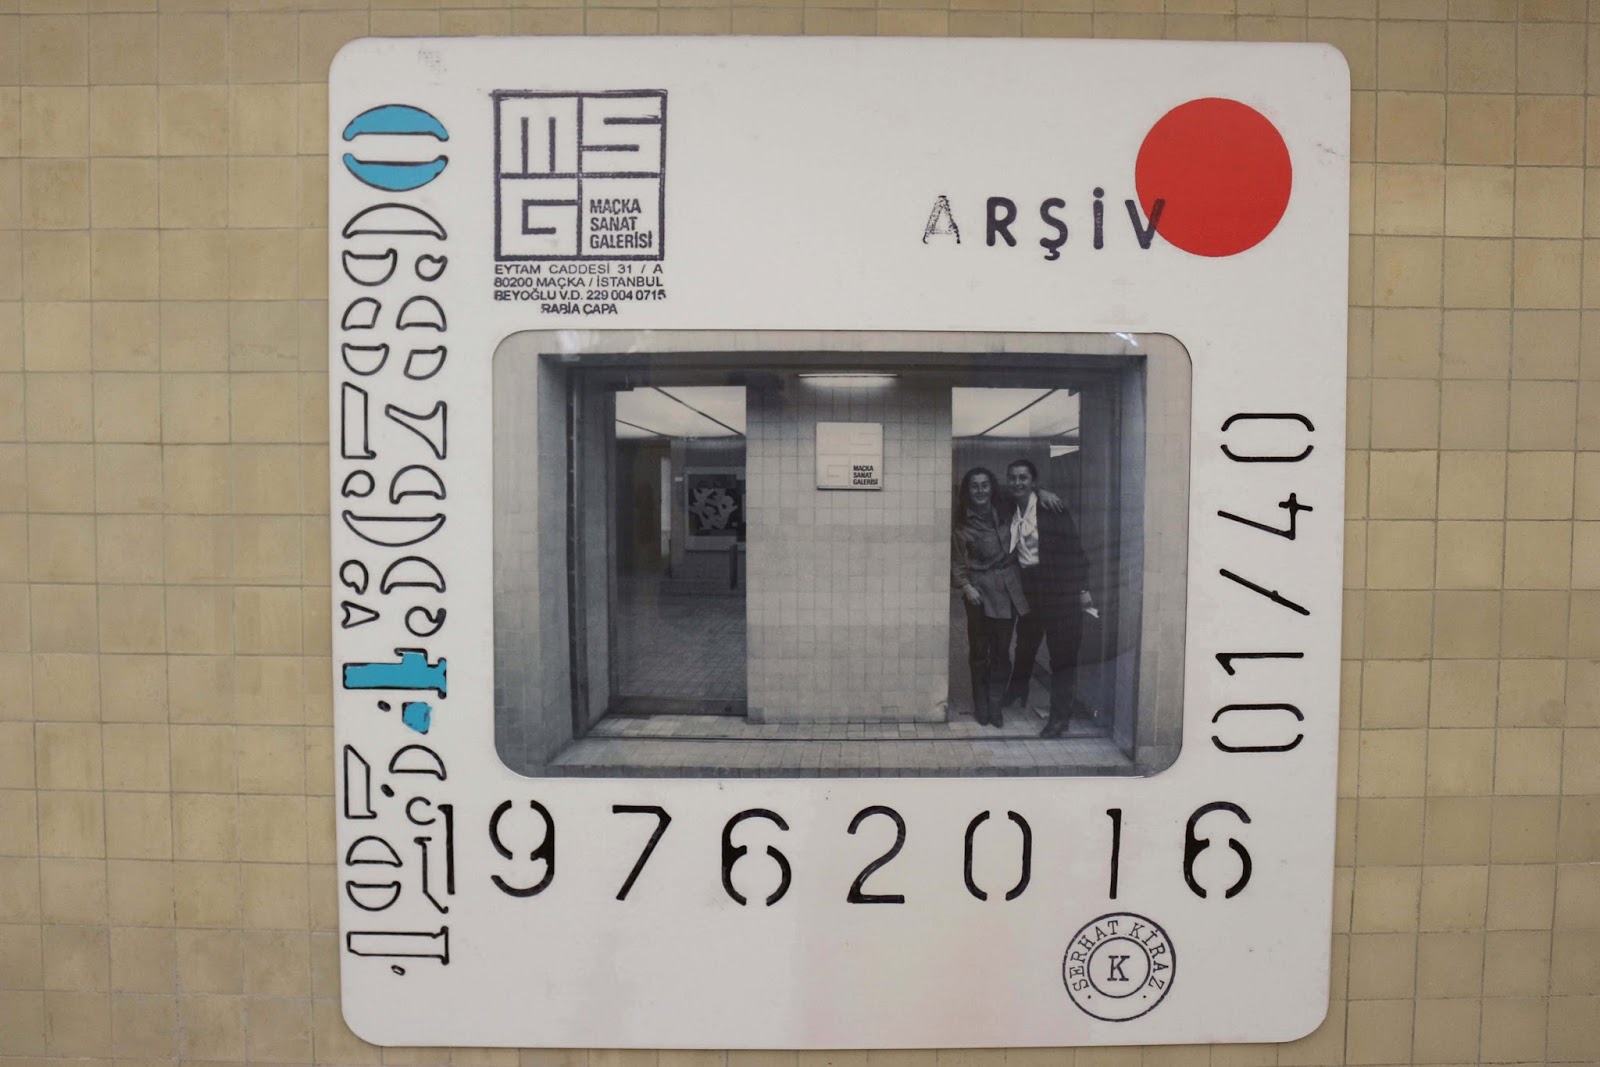 MSG
MAÇKA
SANAT
GALERİSİ
EYTAM CADDESİ 31 / A
80200 MAÇKA / İSTANBUL
BEYOĞLU V.D. 229 004 0715
RABİA ÇAPA
ARŞİV
MAÇKA
SANAT
GALERİSİ
01/40
19762016
SERHAT KİRAZ
K